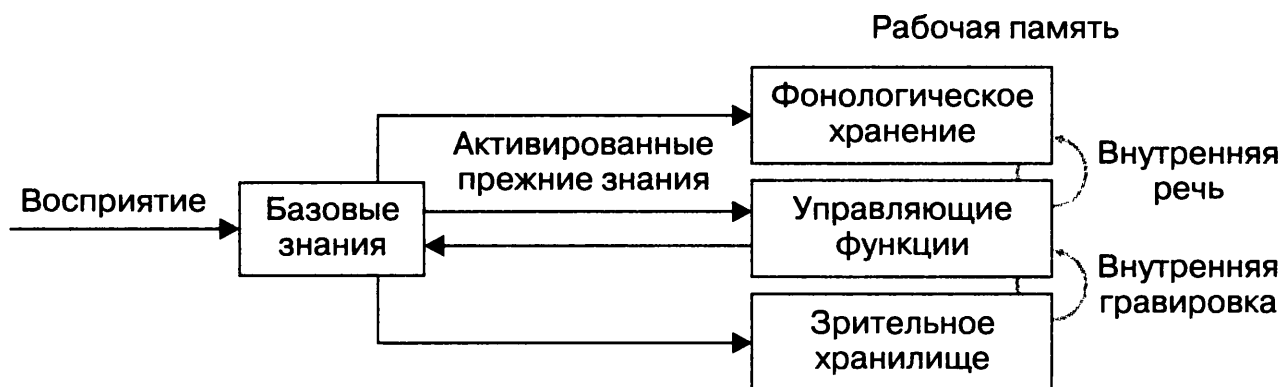 Рабочая память
Фонологическое
хранение
Активированные
прежние знания
Внутренняя
речь
Восприятие
Базовые
знания
Управляющие
функции
Внутренняя
гравировка
Зрительное
хранилище